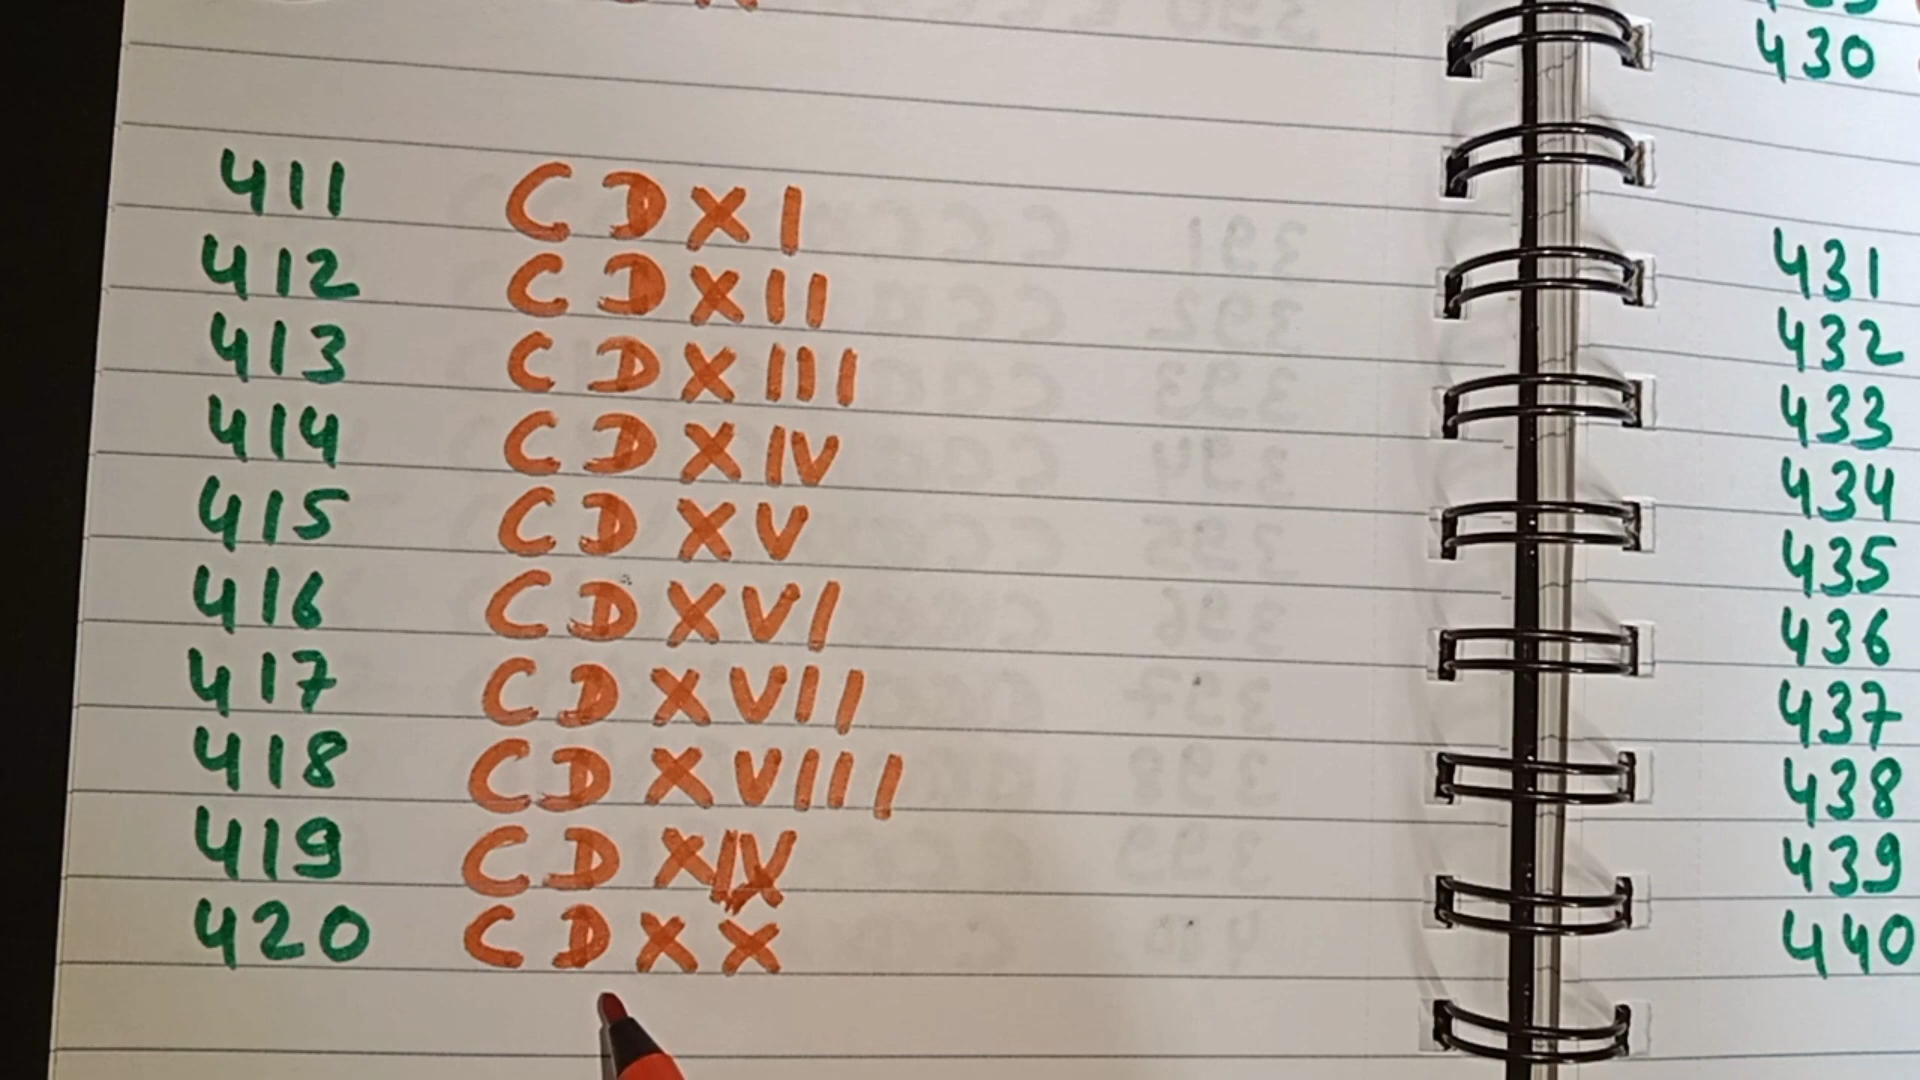 411 CDXI
412 CDXII
413 CDXIII
414 CDXIV
415 CDXV
416 CDXVI
417 CDXVII
418 CDXVIII
419 CDXIX
420 CDXX
430
431
432
433
434
435
436
437
438
439
440